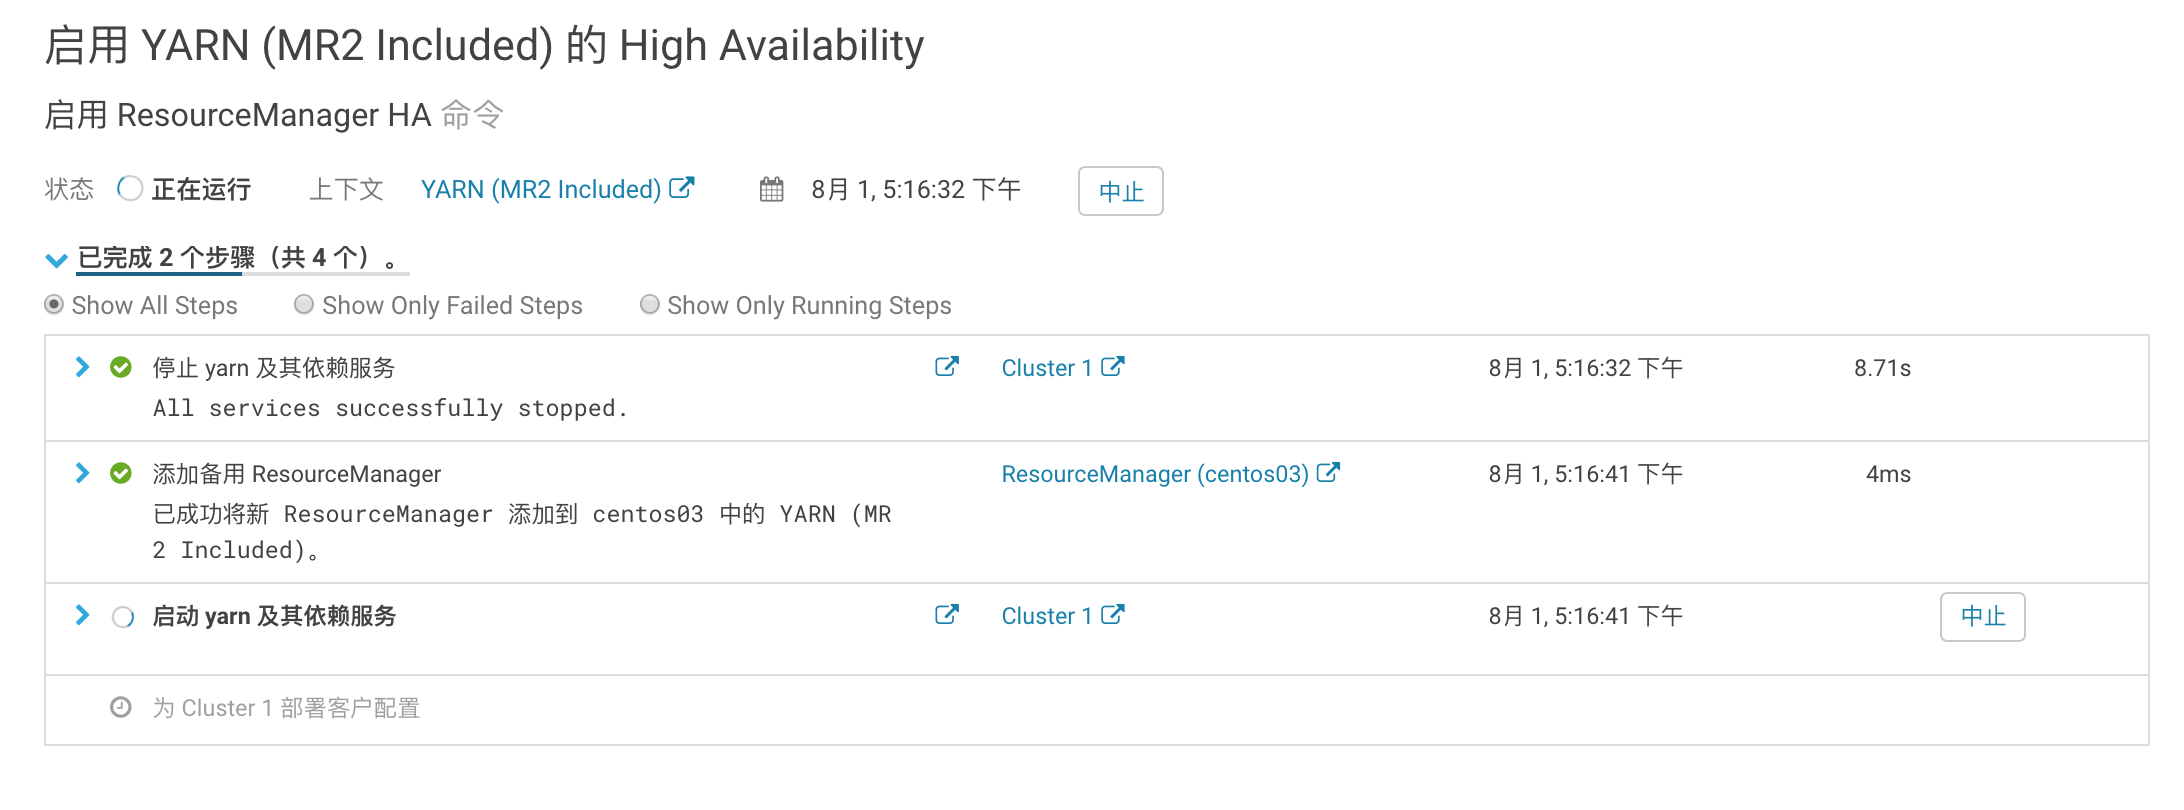 启用 YARN (MR2 Included) 的 High Availability
启用 ResourceManager HA 命令
状态 正在运行 上下文 YARN (MR2 Included) 8月 1, 5:16:32 下午 中止
已完成 2 个步骤（共 4 个）。
Show All Steps Show Only Failed Steps Show Only Running Steps
停止 yarn 及其依赖服务 Cluster 1 8月 1, 5:16:32 下午 8.71s
All services successfully stopped.
添加备用 ResourceManager ResourceManager (centos03) 8月 1, 5:16:41 下午 4ms
已成功将新 ResourceManager 添加到 centos03 中的 YARN (MR
2 Included)。
启动 yarn 及其依赖服务 Cluster 1 8月 1, 5:16:41 下午 中止
为 Cluster 1 部署客户配置